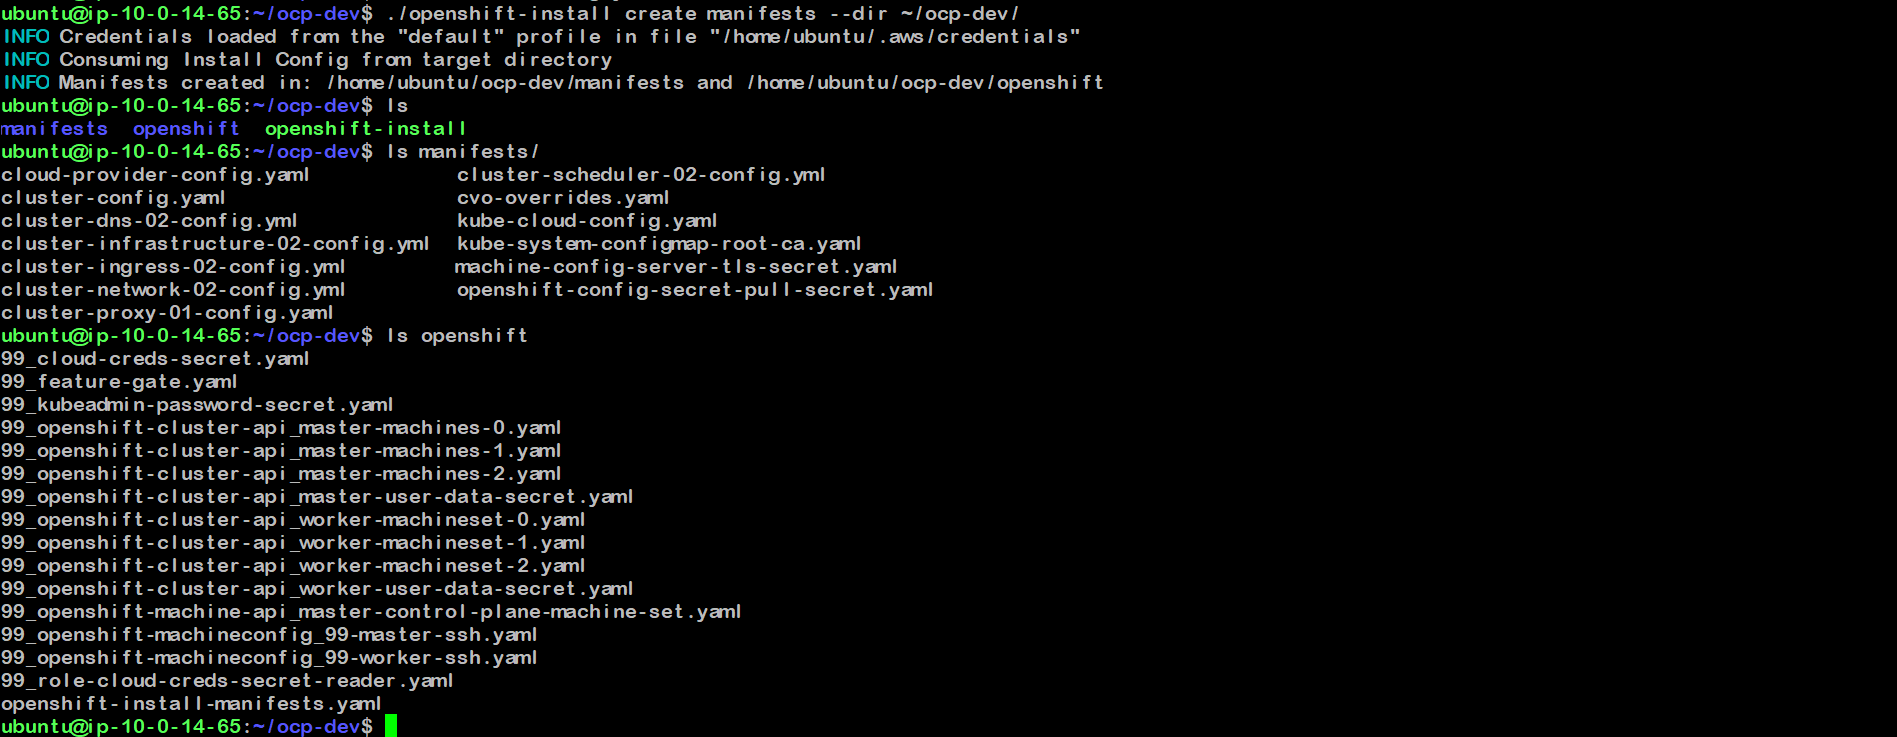 ubuntu@ip-10-0-14-65:~/ocp-dev$ ./openshift-install create manifests --dir ~/ocp-dev/
INFO Credentials loaded from the "default" profile in file "/home/ubuntu/.aws/credentials"
INFO Consuming Install Config from target directory
INFO Manifests created in: /home/ubuntu/ocp-dev/manifests and /home/ubuntu/ocp-dev/openshift
ubuntu@ip-10-0-14-65:~/ocp-dev$ ls
manifests  openshift  openshift-install
ubuntu@ip-10-0-14-65:~/ocp-dev$ ls manifests/
cloud-provider-config.yaml  cluster-scheduler-02-config.yml
cluster-config.yaml  cvo-overrides.yaml
cluster-dns-02-config.yml  kube-cloud-config.yaml
cluster-infrastructure-02-config.yml  kube-system-configmap-root-ca.yaml
cluster-ingress-02-config.yml  machine-config-server-tls-secret.yaml
cluster-network-02-config.yml  openshift-config-secret-pull-secret.yaml
cluster-proxy-01-config.yaml
ubuntu@ip-10-0-14-65:~/ocp-dev$ ls openshift
99_cloud-creds-secret.yaml
99_feature-gate.yaml
99_kubeadmin-password-secret.yaml
99_openshift-cluster-api_master-machines-0.yaml
99_openshift-cluster-api_master-machines-1.yaml
99_openshift-cluster-api_master-machines-2.yaml
99_openshift-cluster-api_master-user-data-secret.yaml
99_openshift-cluster-api_worker-machineset-0.yaml
99_openshift-cluster-api_worker-machineset-1.yaml
99_openshift-cluster-api_worker-machineset-2.yaml
99_openshift-cluster-api_worker-user-data-secret.yaml
99_openshift-machine-api_master-control-plane-machine-set.yaml
99_openshift-machineconfig_99-master-ssh.yaml
99_openshift-machineconfig_99-worker-ssh.yaml
99_role-cloud-creds-secret-reader.yaml
openshift-install-manifests.yaml
ubuntu@ip-10-0-14-65:~/ocp-dev$